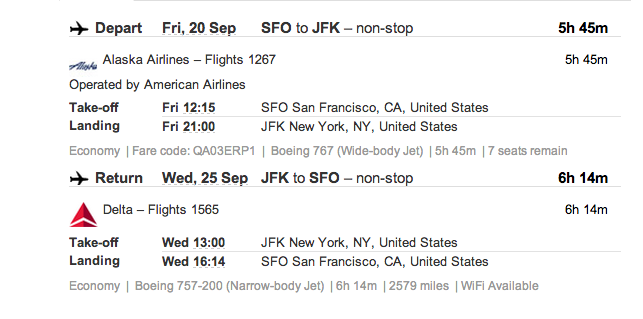 Depart Fri, 20 Sep SFO to JFK – non-stop 5h 45m
Alaska Alaska Airlines – Flights 1267 5h 45m
Operated by American Airlines
Take-off Fri 12:15 SFO San Francisco, CA, United States
Landing Fri 21:00 JFK New York, NY, United States
Economy | Fare code: QA03ERP1 | Boeing 767 (Wide-body Jet) | 5h 45m | 7 seats remain
Return Wed, 25 Sep JFK to SFO – non-stop 6h 14m
Delta – Flights 1565 6h 14m
Take-off Wed 13:00 JFK New York, NY, United States
Landing Wed 16:14 SFO San Francisco, CA, United States
Economy | Boeing 757-200 (Narrow-body Jet) | 6h 14m | 2579 miles | WiFi Available